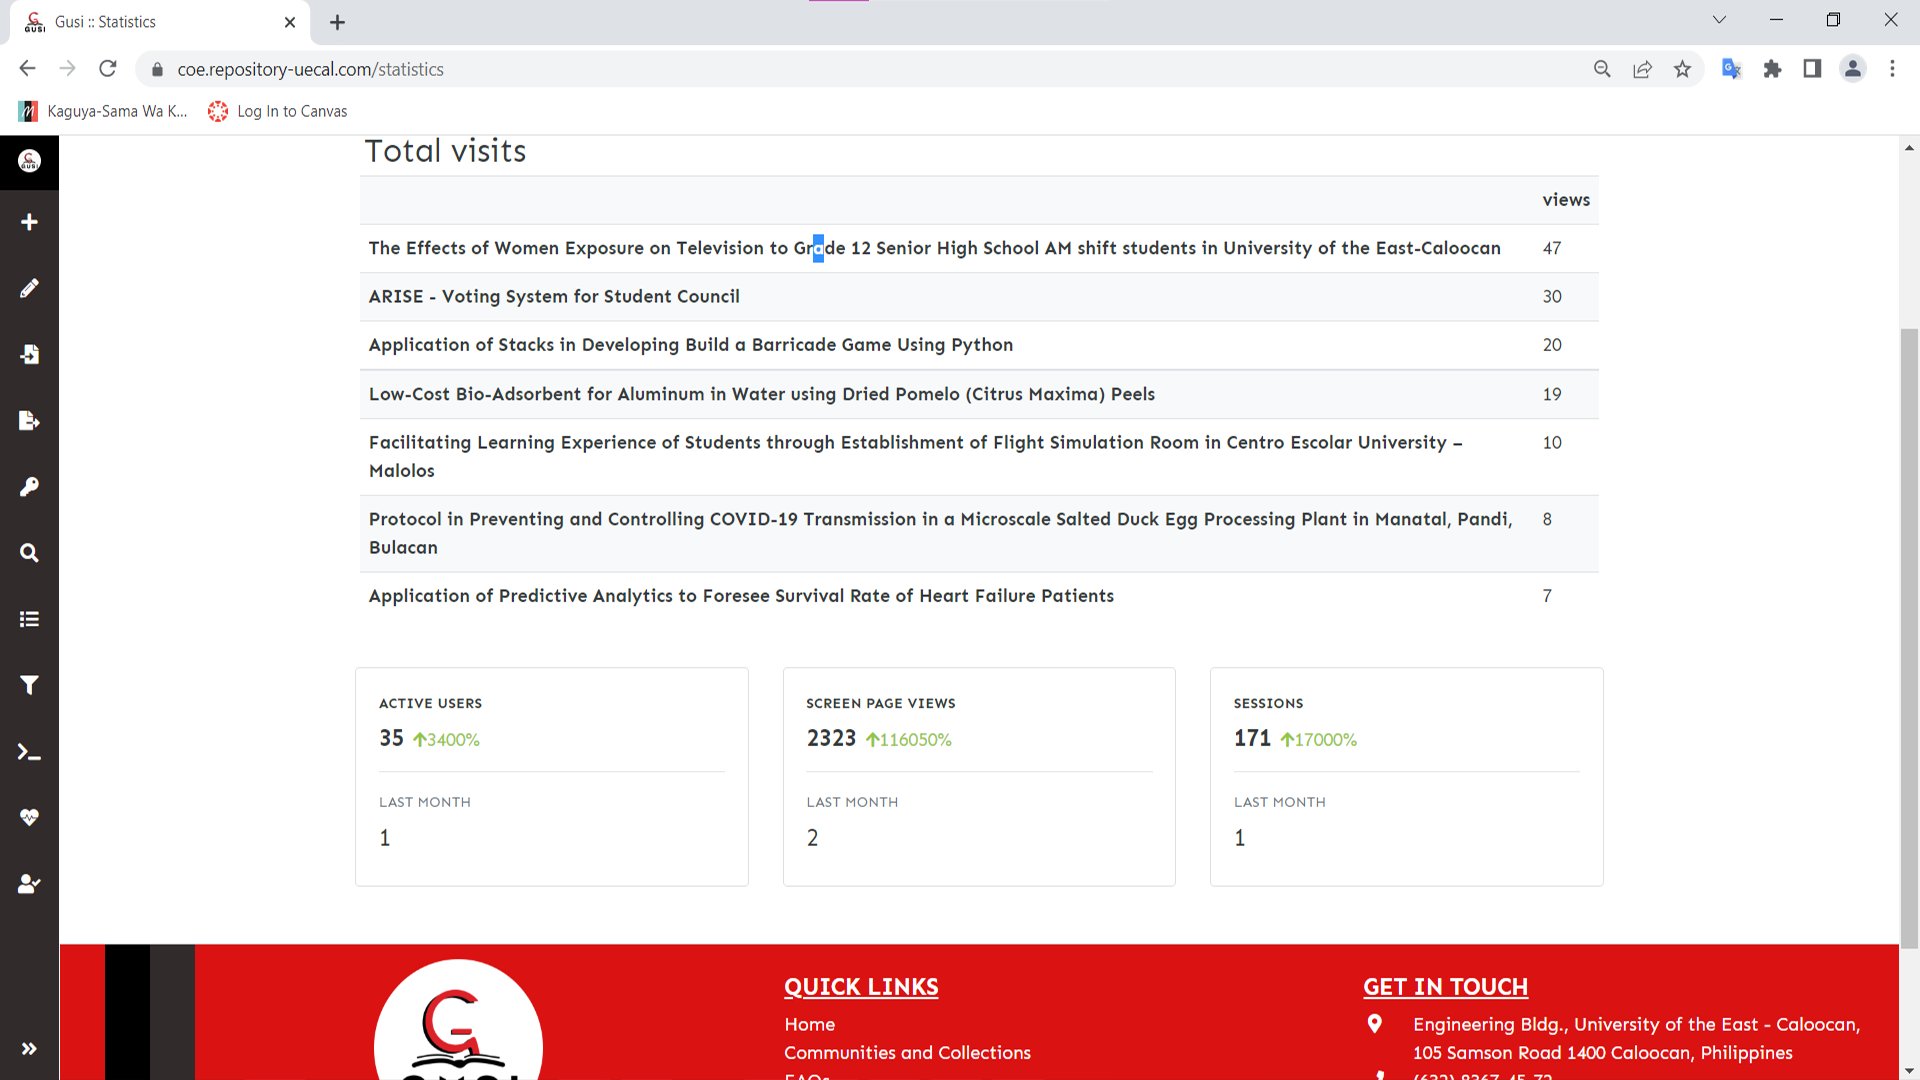 Gusi :: Statistics
coe.repository-uecal.com/statistics
Kaguya-Sama Wa K...
Log In to Canvas
Total visits
views
The Effects of Women Exposure on Television to Grade 12 Senior High School AM shift students in University of the East-Caloocan 47
ARISE - Voting System for Student Council 30
Application of Stacks in Developing Build a Barricade Game Using Python 20
Low-Cost Bio-Adsorbent for Aluminum in Water using Dried Pomelo (Citrus Maxima) Peels 19
Facilitating Learning Experience of Students through Establishment of Flight Simulation Room in Centro Escolar University – 10
Malolos
Protocol in Preventing and Controlling COVID-19 Transmission in a Microscale Salted Duck Egg Processing Plant in Manatal, Pandi, 8
Bulacan
Application of Predictive Analytics to Foresee Survival Rate of Heart Failure Patients 7
ACTIVE USERS
35 3400%
LAST MONTH
1
SCREEN PAGE VIEWS
2323 116050%
LAST MONTH
2
SESSIONS
171 17000%
LAST MONTH
1
QUICK LINKS
Home
Communities and Collections
FAQs
GET IN TOUCH
Engineering Bldg., University of the East - Caloocan,
105 Samson Road 1400 Caloocan, Philippines
(632) 8367-45-72